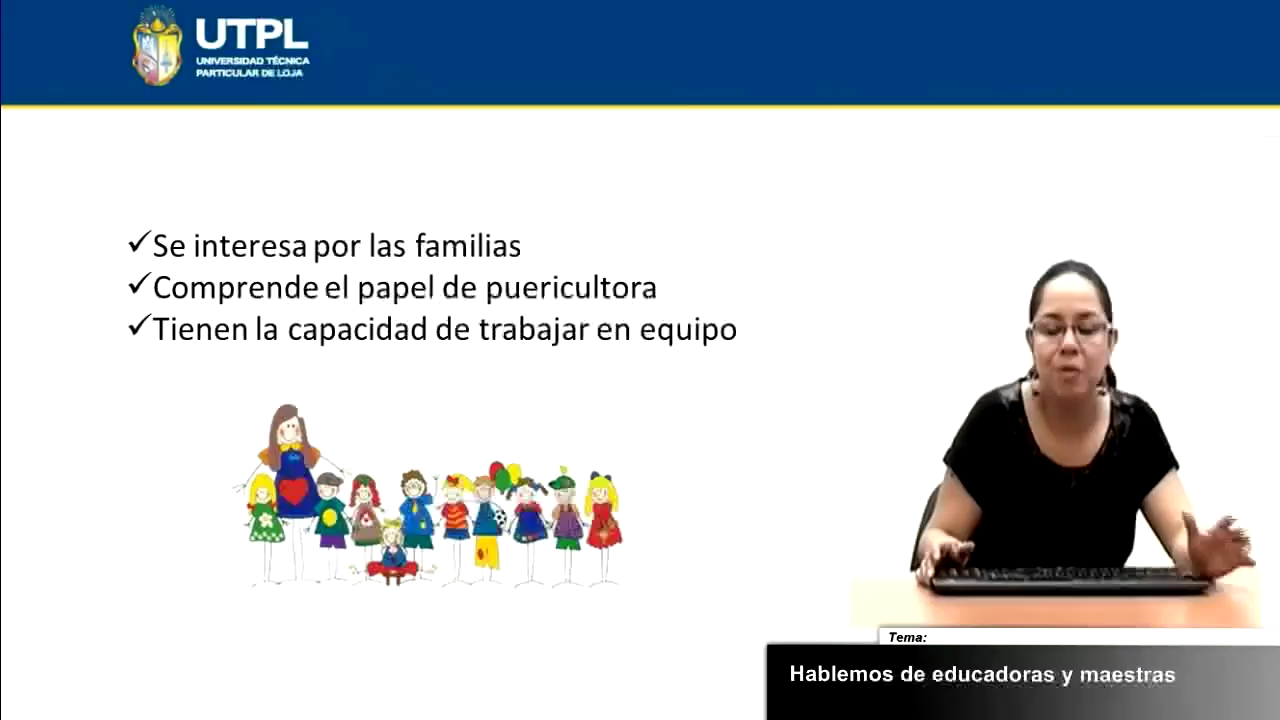 UTPL
UNIVERSIDAD TÉCNICA
PARTICULAR DE LOJA
✓Se interesa por las familias
✓Comprende el papel de puericultora
✓Tienen la capacidad de trabajar en equipo
Tema:
Hablemos de educadoras y maestras